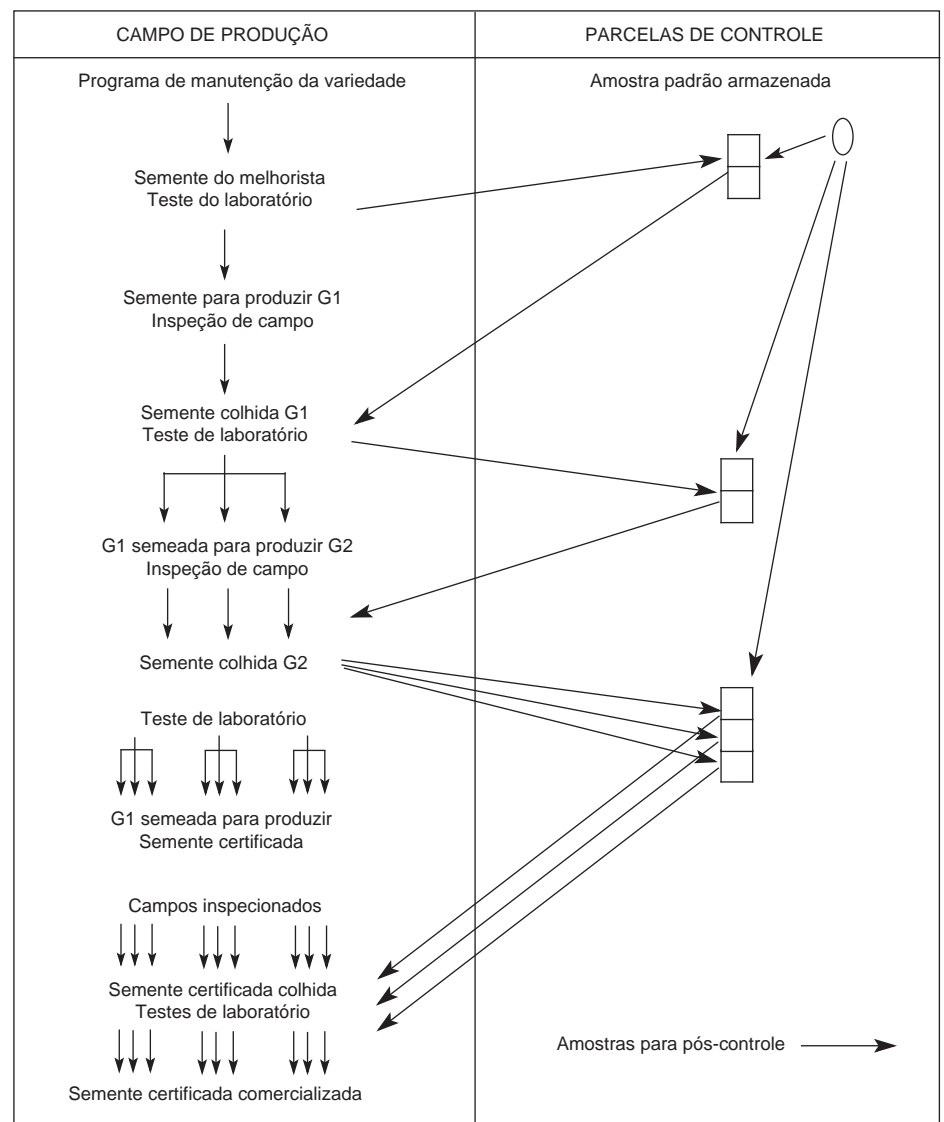 CAMPO DE PRODUÇÃO
Programa de manutenção da variedade
Semente do melhorista
Teste do laboratório
Semente para produzir G1
Inspeção de campo
Semente colhida G1
Teste de laboratório
G1 semeada para produzir G2
Inspeção de campo
Semente colhida G2
Teste de laboratório
G1 semeada para produzir
Semente certificada
Campos inspecionados
Semente certificada colhida
Testes de laboratório
Semente certificada comercializada
PARCELAS DE CONTROLE
Amostra padrão armazenada
Amostras para pós-controle